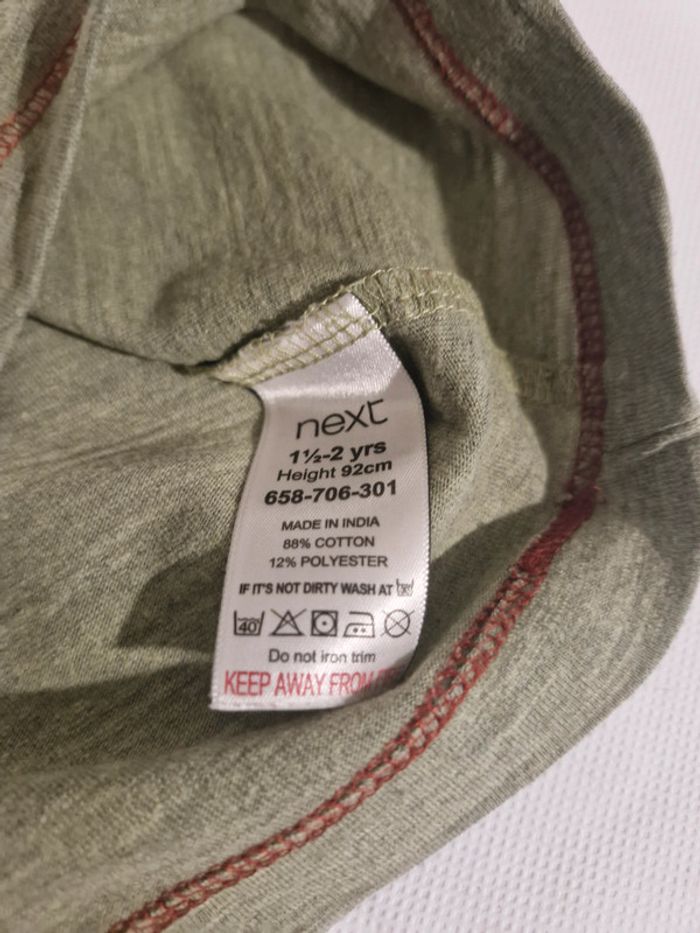 next
1½-2 yrs
Height 92cm
658-706-301
MADE IN INDIA
88% COTTON
12% POLYESTER
IF IT'S NOT DIRTY WASH AT
40
Do not iron trim
KEEP AWAY FROM